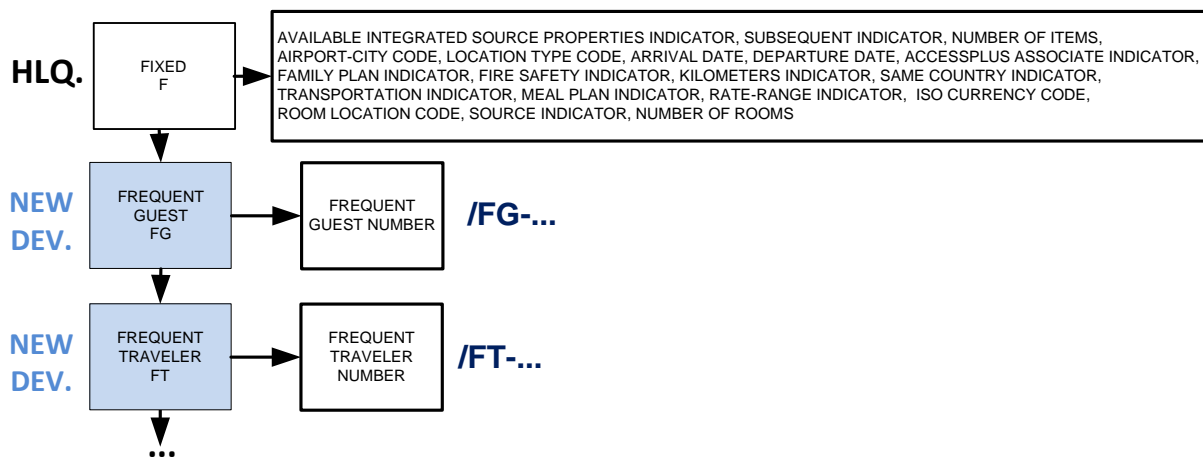 HLQ.
FIXED
F
AVAILABLE INTEGRATED SOURCE PROPERTIES INDICATOR, SUBSEQUENT INDICATOR, NUMBER OF ITEMS,
AIRPORT-CITY CODE, LOCATION TYPE CODE, ARRIVAL DATE, DEPARTURE DATE, ACCESSPLUS ASSOCIATE INDICATOR,
FAMILY PLAN INDICATOR, FIRE SAFETY INDICATOR, KILOMETERS INDICATOR, SAME COUNTRY INDICATOR,
TRANSPORTATION INDICATOR, MEAL PLAN INDICATOR, RATE-RANGE INDICATOR, ISO CURRENCY CODE,
ROOM LOCATION CODE, SOURCE INDICATOR, NUMBER OF ROOMS
NEW
DEV.
FREQUENT
GUEST
FG
FREQUENT
GUEST NUMBER
/FG-...
NEW
DEV.
FREQUENT
TRAVELER
FT
FREQUENT
TRAVELER
NUMBER
/FT-...
...